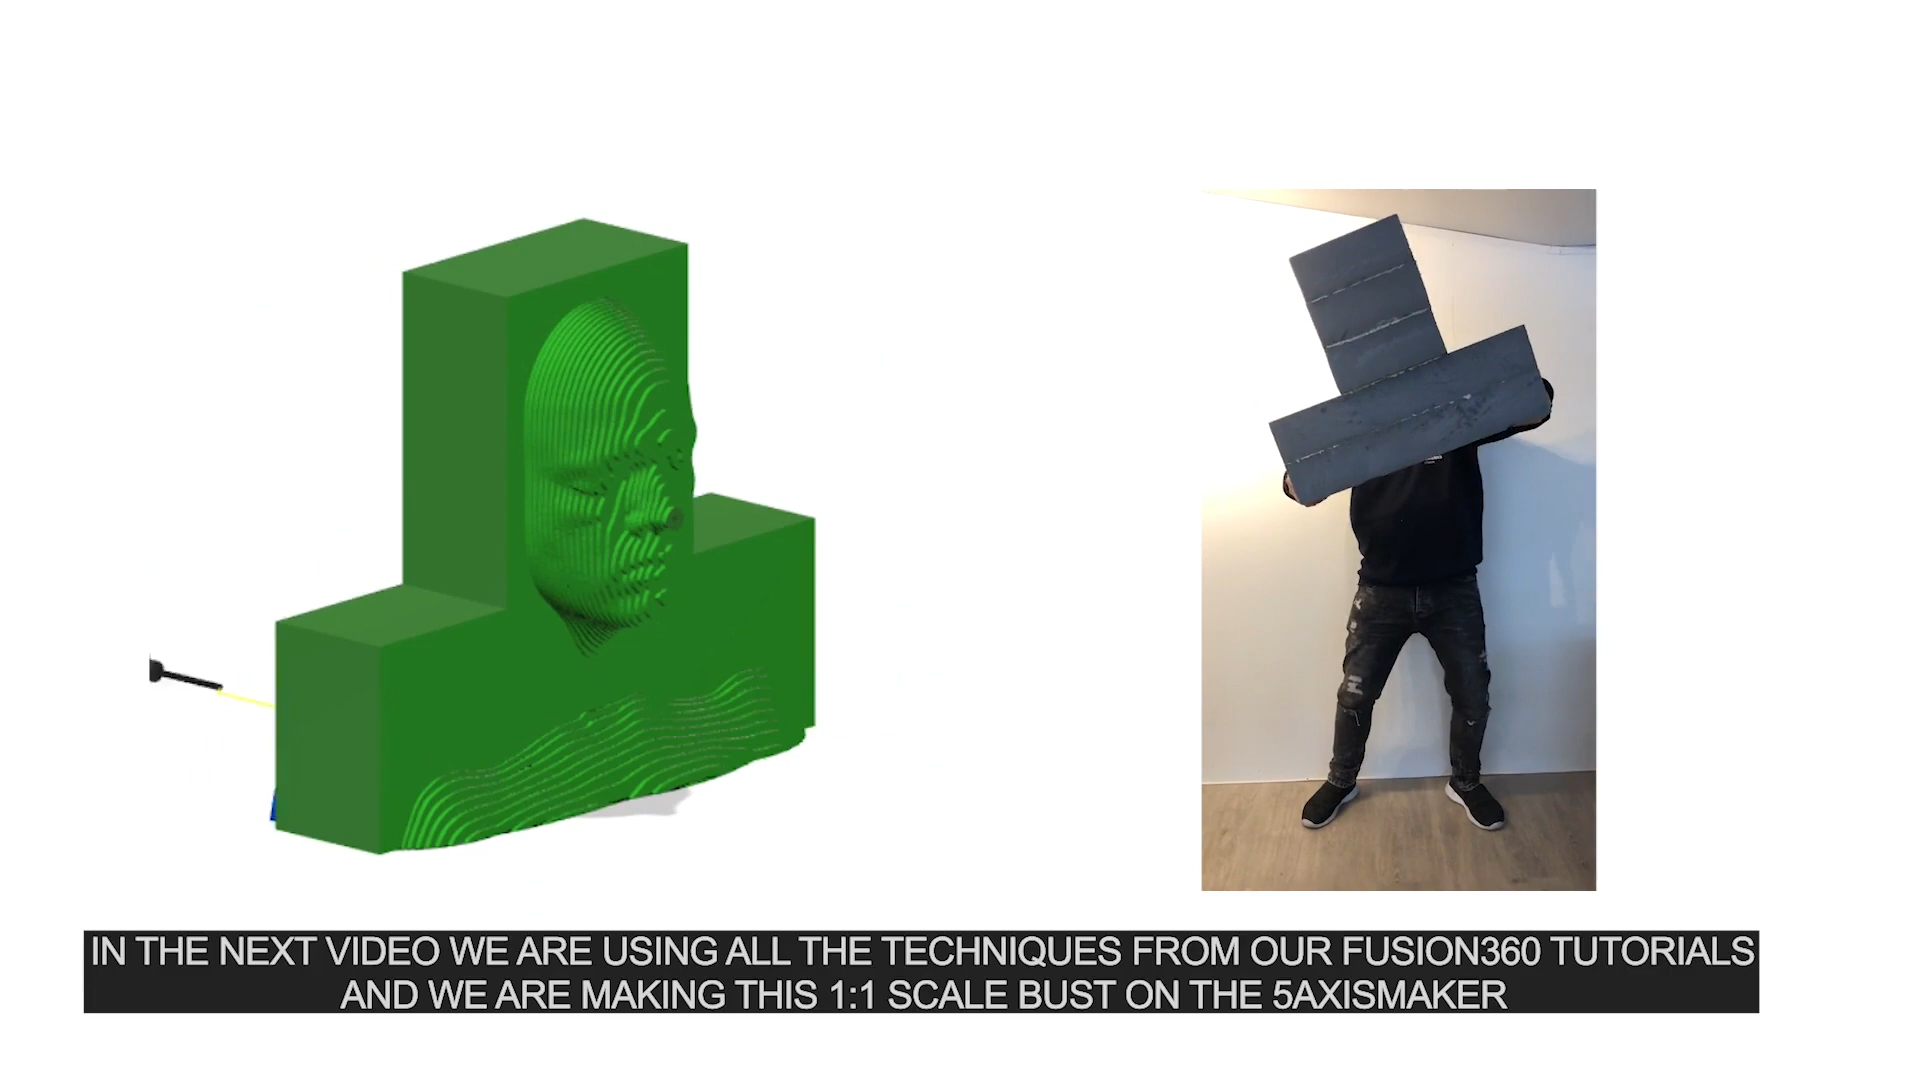 IN THE NEXT VIDEO WE ARE USING ALL THE TECHNIQUES FROM OUR FUSION360 TUTORIALS
AND WE ARE MAKING THIS 1:1 SCALE BUST ON THE 5AXISMAKER